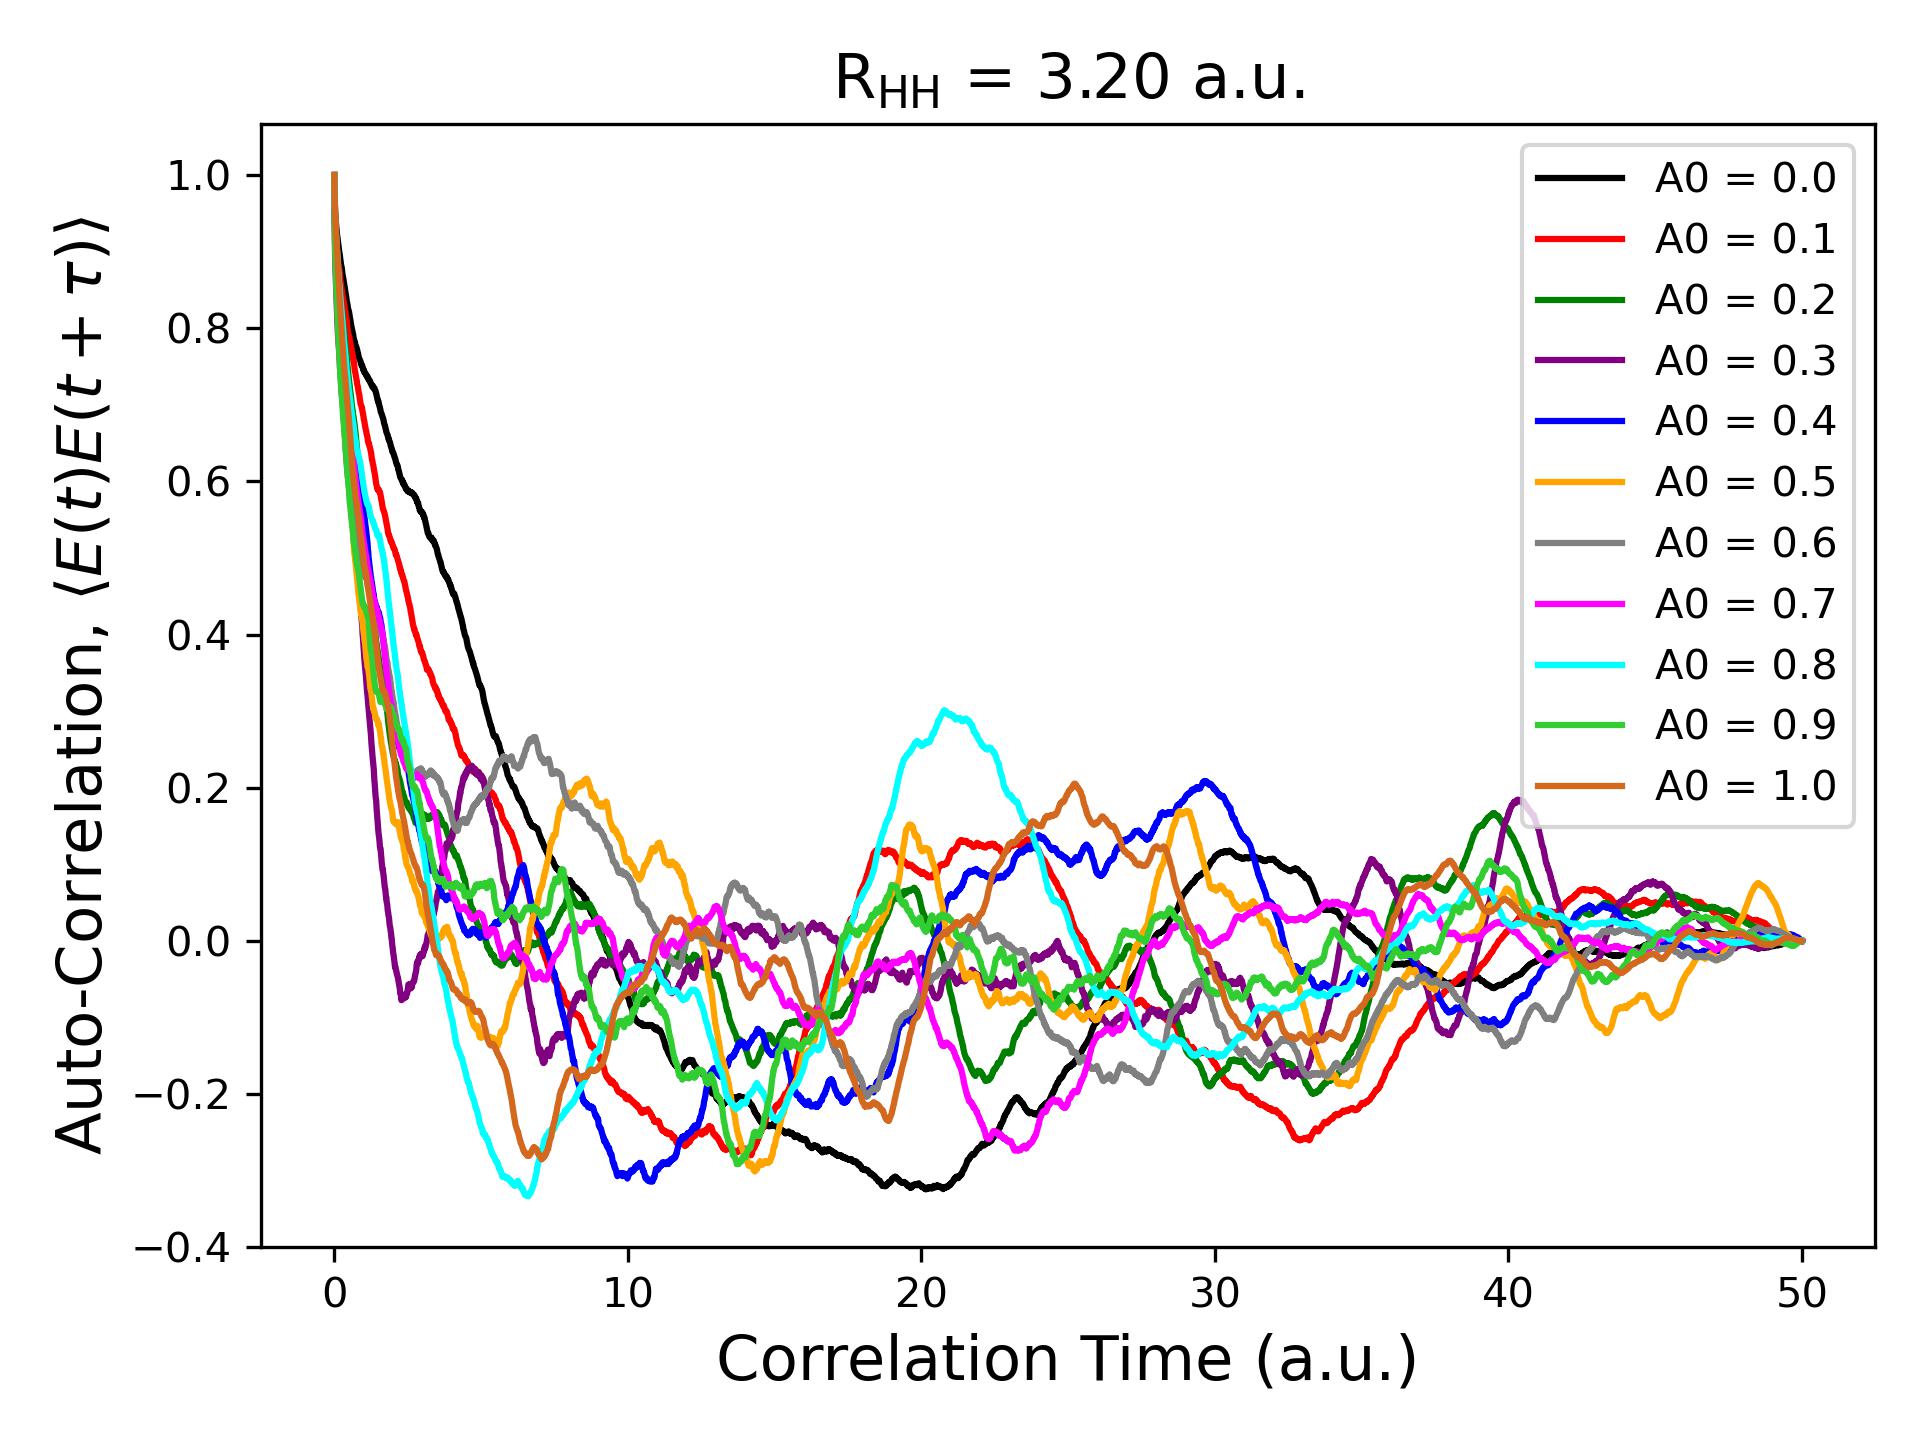 R_HH = 3.20 a.u.
Auto-Correlation, ⟨E(t)E(t + τ)⟩
1.0
0.8
0.6
0.4
0.2
0.0
−0.2
−0.4
A0 = 0.0
A0 = 0.1
A0 = 0.2
A0 = 0.3
A0 = 0.4
A0 = 0.5
A0 = 0.6
A0 = 0.7
A0 = 0.8
A0 = 0.9
A0 = 1.0
0 10 20 30 40 50
Correlation Time (a.u.)